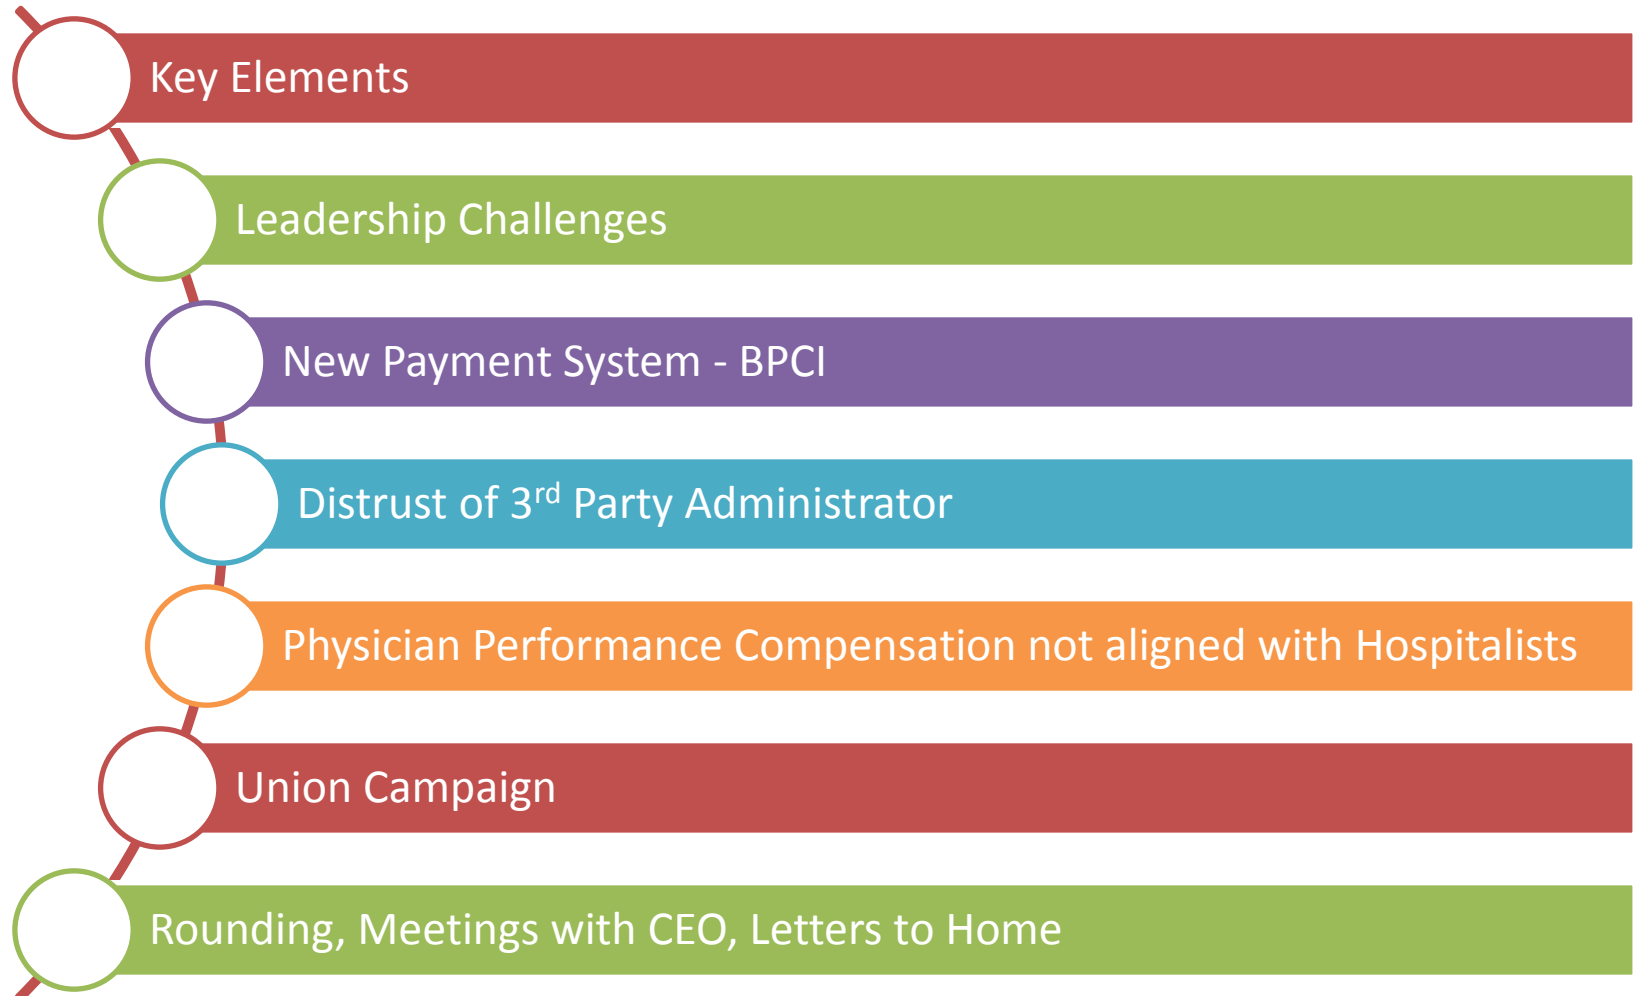 Key Elements
Leadership Challenges
New Payment System - BPCI
Distrust of 3rd Party Administrator
Physician Performance Compensation not aligned with Hospitalists
Union Campaign
Rounding, Meetings with CEO, Letters to Home